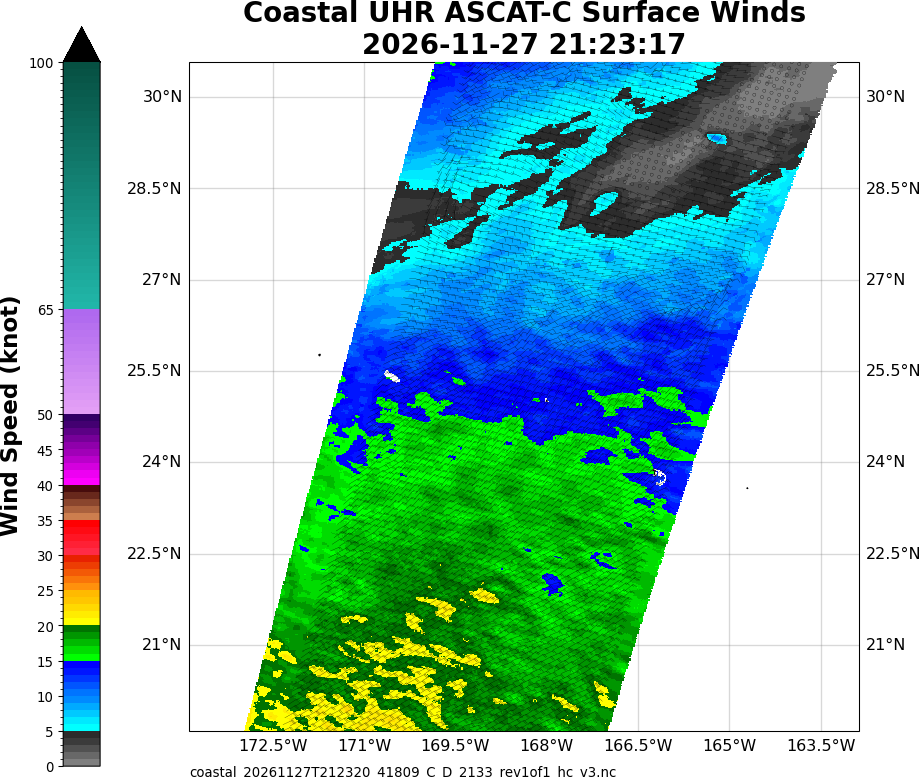 Coastal UHR ASCAT-C Surface Winds
2026-11-27 21:23:17
Wind Speed (knot)
100
65
50
45
40
35
30
25
20
15
10
5
0
30°N
28.5°N
27°N
25.5°N
24°N
22.5°N
21°N
30°N
28.5°N
27°N
25.5°N
24°N
22.5°N
21°N
172.5°W 171°W 169.5°W 168°W 166.5°W 165°W 163.5°W
coastal_20261127T212320_41809_C_D_2133_rev1of1_hc_v3.nc